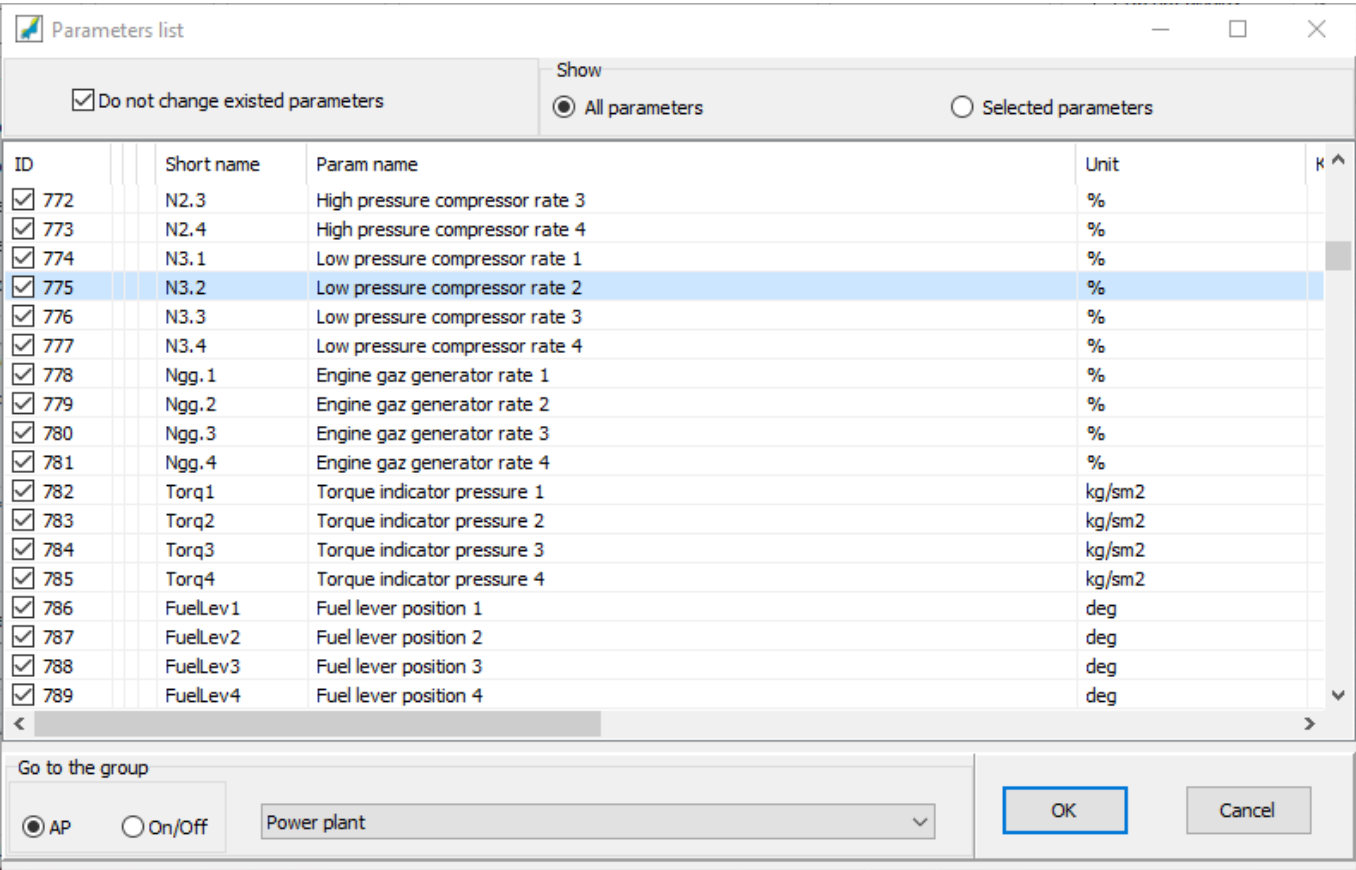 Parameters list
Do not change existed parameters
Show
All parameters
Selected parameters
ID Short name Param name Unit K
772 N2.3 High pressure compressor rate 3 %
773 N2.4 High pressure compressor rate 4 %
774 N3.1 Low pressure compressor rate 1 %
775 N3.2 Low pressure compressor rate 2 %
776 N3.3 Low pressure compressor rate 3 %
777 N3.4 Low pressure compressor rate 4 %
778 Ngg.1 Engine gaz generator rate 1 %
779 Ngg.2 Engine gaz generator rate 2 %
780 Ngg.3 Engine gaz generator rate 3 %
781 Ngg.4 Engine gaz generator rate 4 %
782 Torq1 Torque indicator pressure 1 kg/sm2
783 Torq2 Torque indicator pressure 2 kg/sm2
784 Torq3 Torque indicator pressure 3 kg/sm2
785 Torq4 Torque indicator pressure 4 kg/sm2
786 FuelLev1 Fuel lever position 1 deg
787 FuelLev2 Fuel lever position 2 deg
788 FuelLev3 Fuel lever position 3 deg
789 FuelLev4 Fuel lever position 4 deg
Go to the group
AP On/Off Power plant OK Cancel